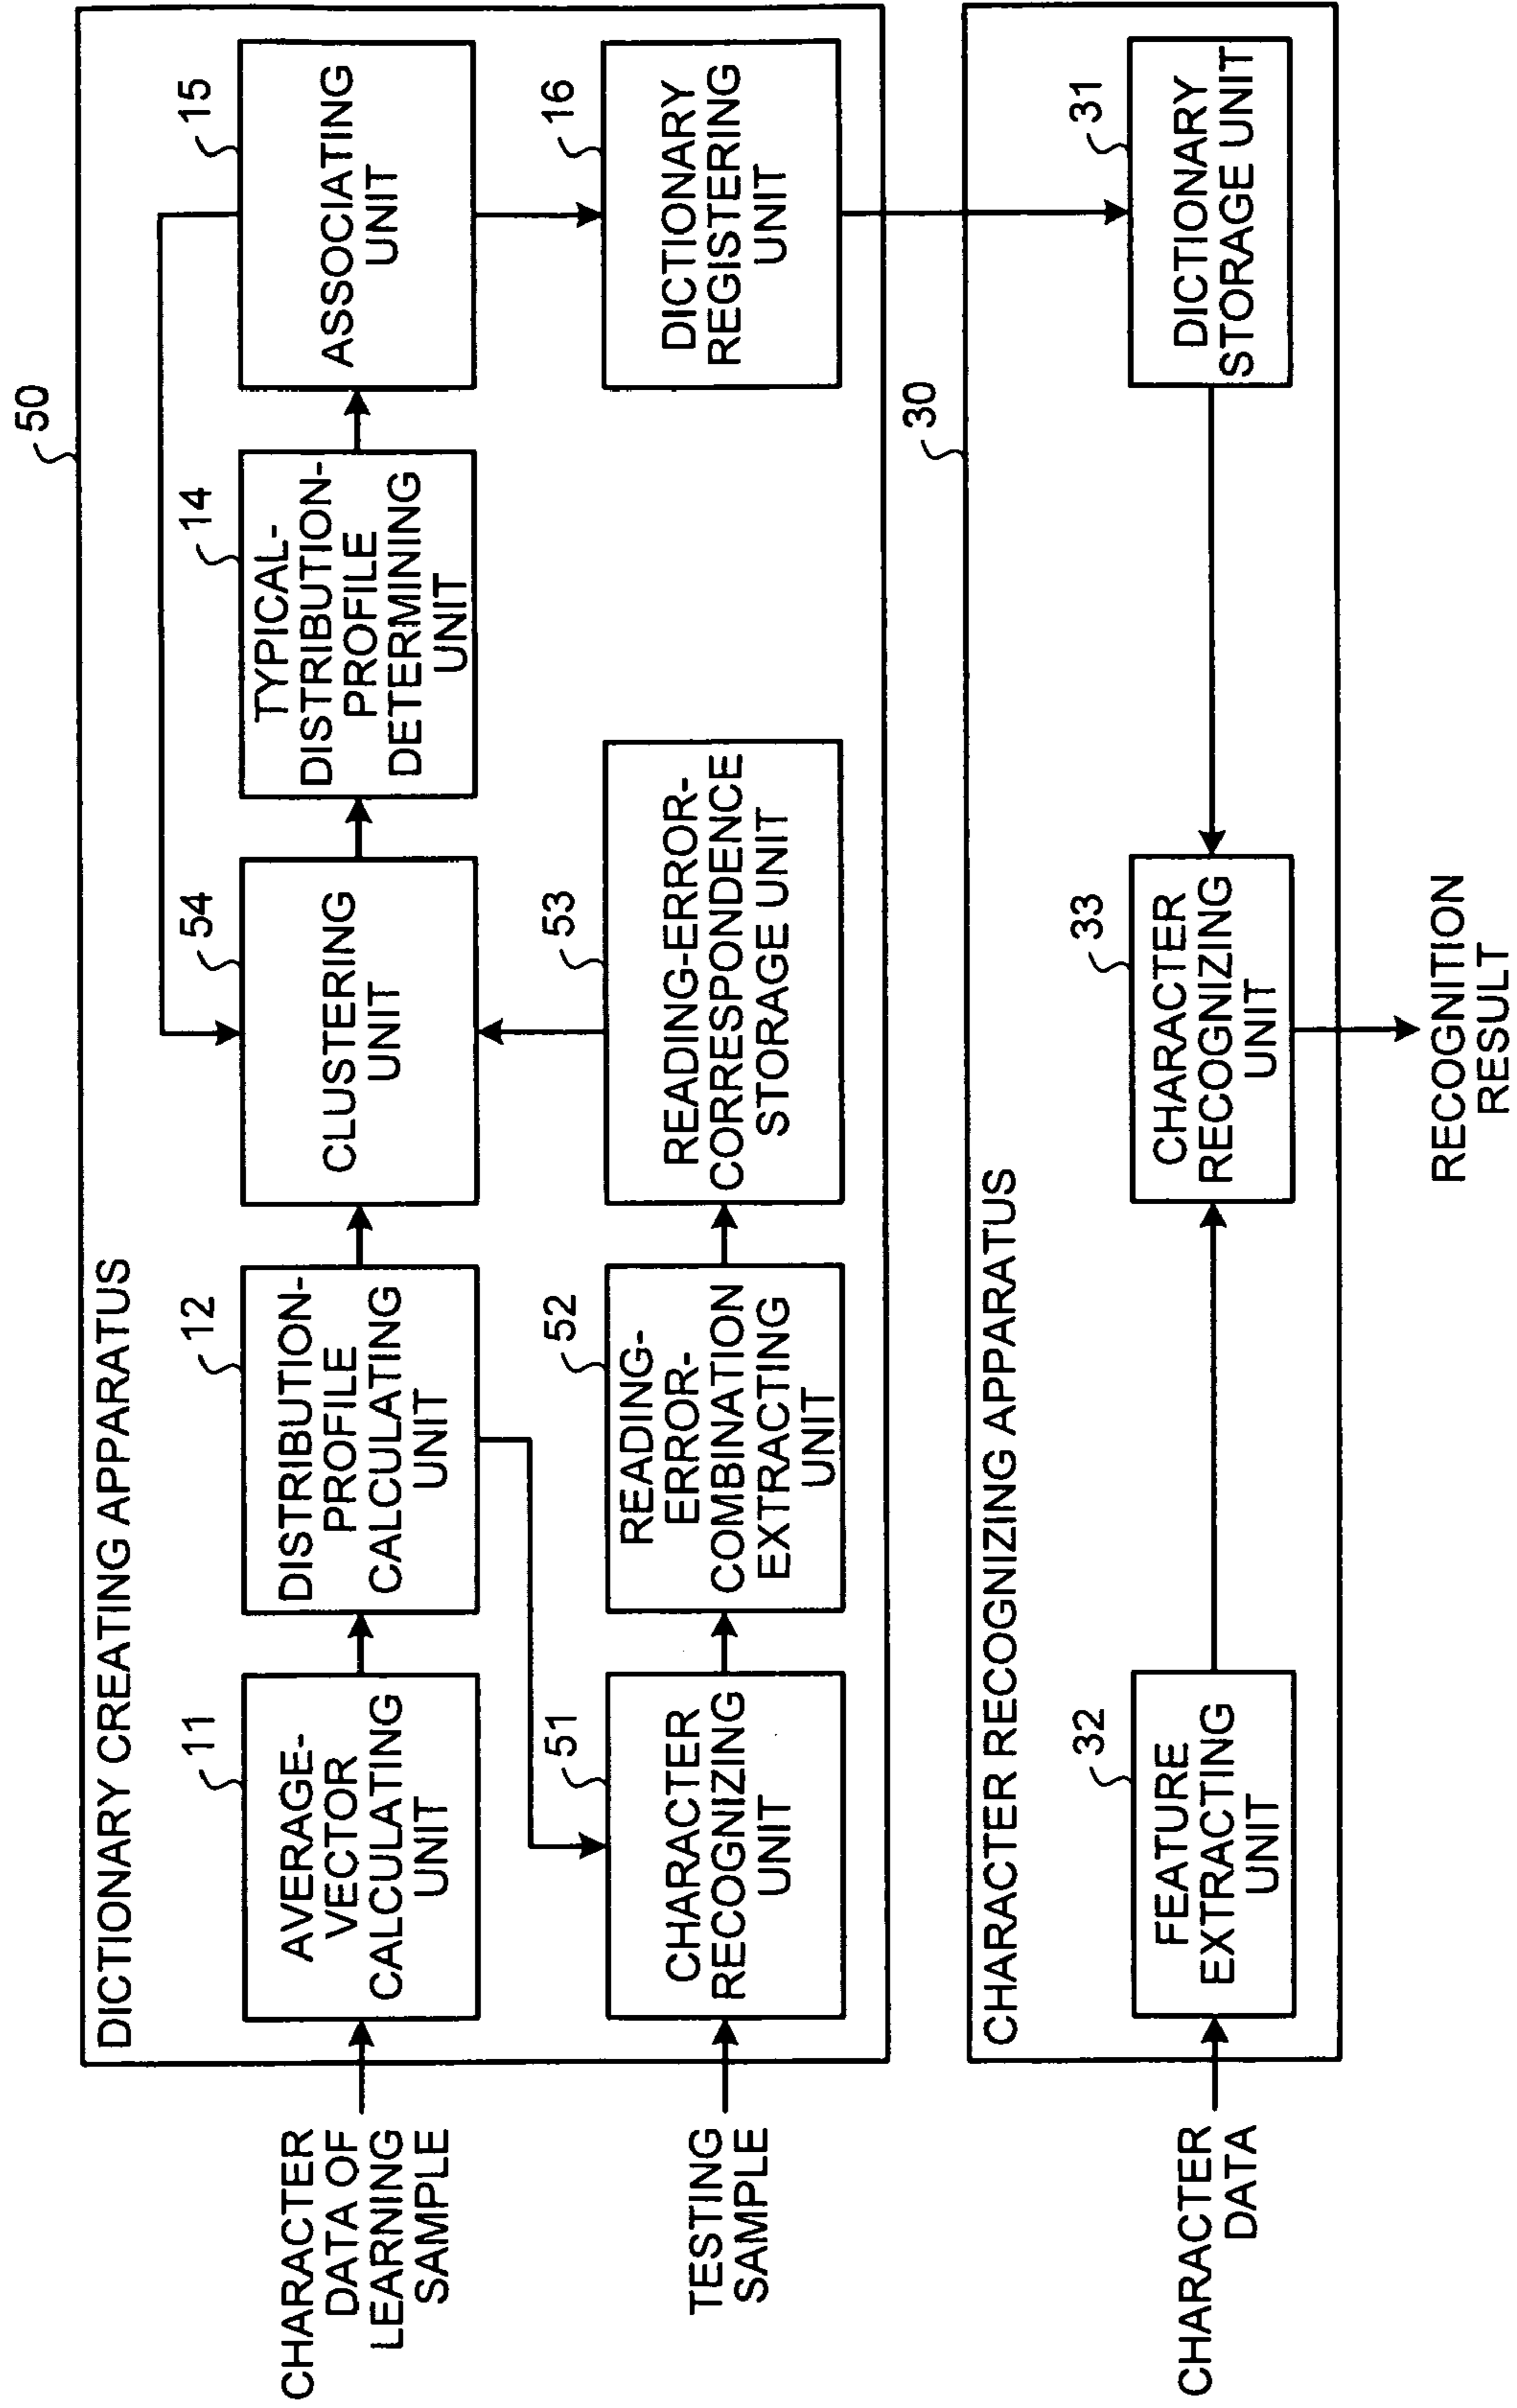 50
DICTIONARY CREATING APPARATUS
CHARACTER
DATA OF
LEARNING
SAMPLE
11
AVERAGE-
VECTOR
CALCULATING
UNIT
12
DISTRIBUTION-
PROFILE
CALCULATING
UNIT
54
CLUSTERING
UNIT
14
TYPICAL-
DISTRIBUTION-
PROFILE
DETERMINING
UNIT
15
ASSOCIATING
UNIT
TESTING
SAMPLE
51
CHARACTER
RECOGNIZING
UNIT
52
READING-
ERROR-
COMBINATION
EXTRACTING
UNIT
53
READING-ERROR-
CORRESPONDENCE
STORAGE UNIT
16
DICTIONARY
REGISTERING
UNIT
30
CHARACTER RECOGNIZING APPARATUS
CHARACTER
DATA
32
FEATURE
EXTRACTING
UNIT
33
CHARACTER
RECOGNIZING
UNIT
31
DICTIONARY
STORAGE UNIT
RECOGNITION
RESULT